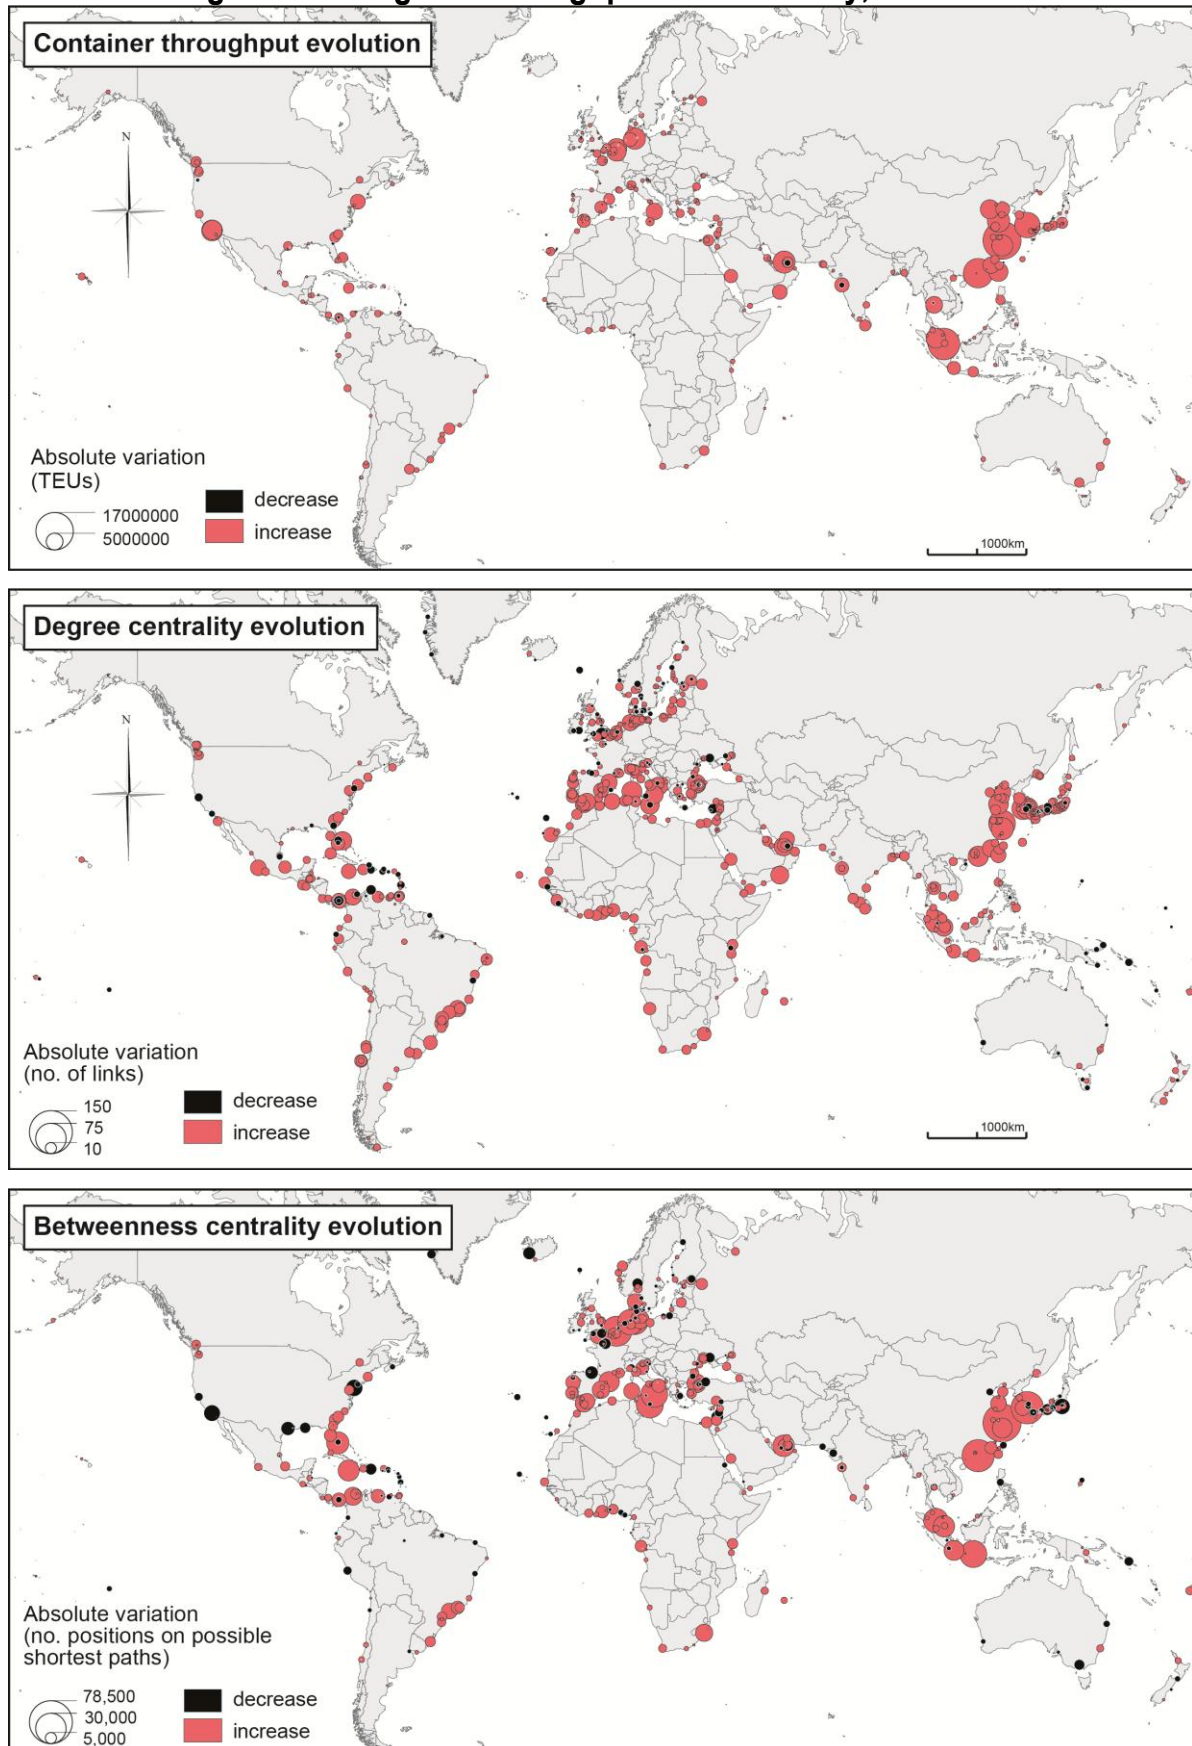 Container throughput evolution
N
Absolute variation
(TEUs)
17000000
5000000
decrease
increase
1000km
Degree centrality evolution
N
Absolute variation
(no. of links)
150
75
10
decrease
increase
1000km
Betweenness centrality evolution
Absolute variation
(no. positions on possible
shortest paths)
78,500
30,000
5,000
decrease
increase